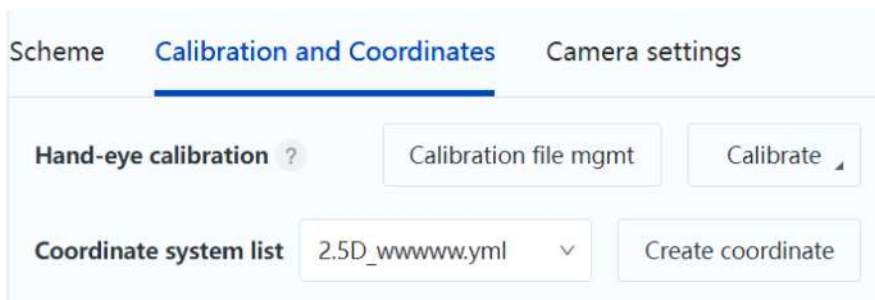 Scheme Calibration and Coordinates Camera settings
Hand-eye calibration ? Calibration file mgmt Calibrate
Coordinate system list 2.5D_wwwww.yml Create coordinate